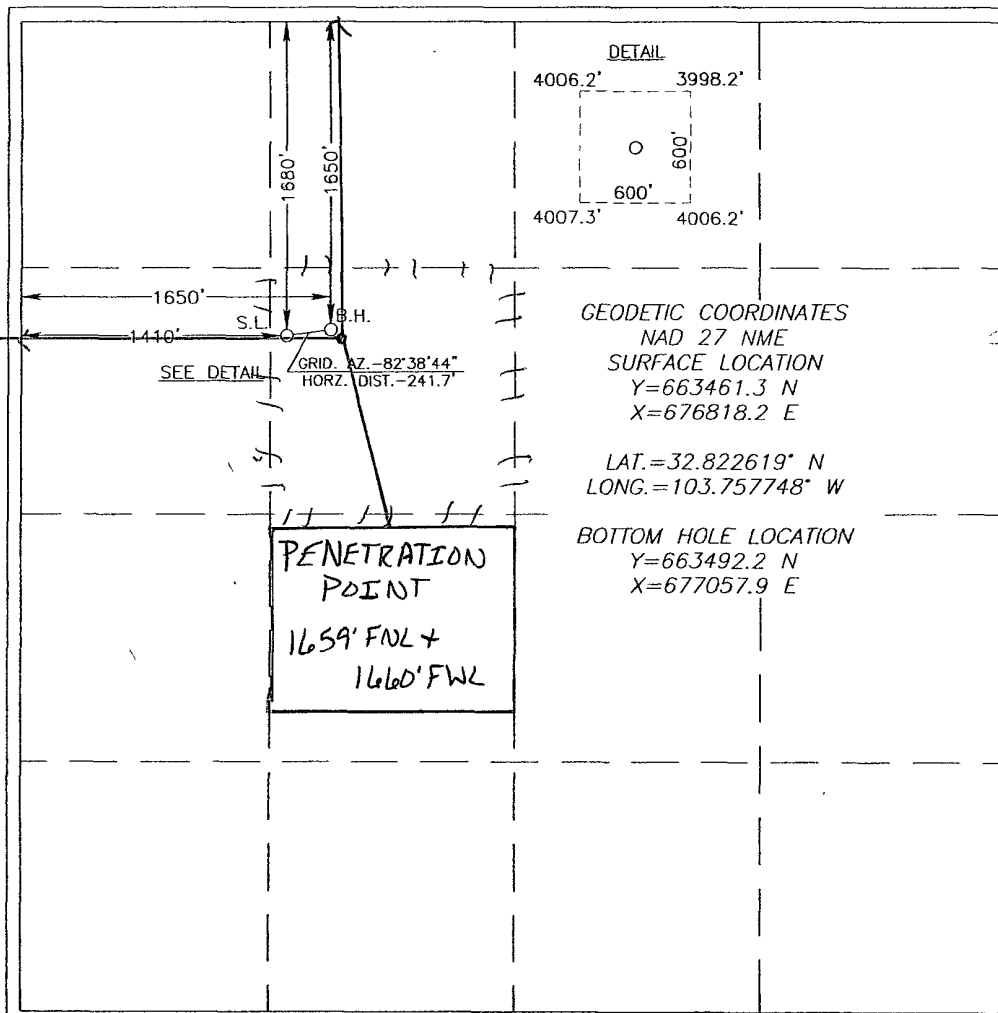 DETAIL
4006.2' 3998.2'
600'
600'
4007.3' 4006.2'
1680'
1650'
1650'
S.L. B.H.
1410'
SEE DETAIL
GRID. AZ.-82°38'44"
HORZ. DIST.-241.7'
GEODETIC COORDINATES
NAD 27 NME
SURFACE LOCATION
Y=663461.3 N
X=676818.2 E
LAT.=32.822619° N
LONG.=103.757748° W
BOTTOM HOLE LOCATION
Y=663492.2 N
X=677057.9 E
PENETRATION
POINT
1659' FNL +
1660' FWL